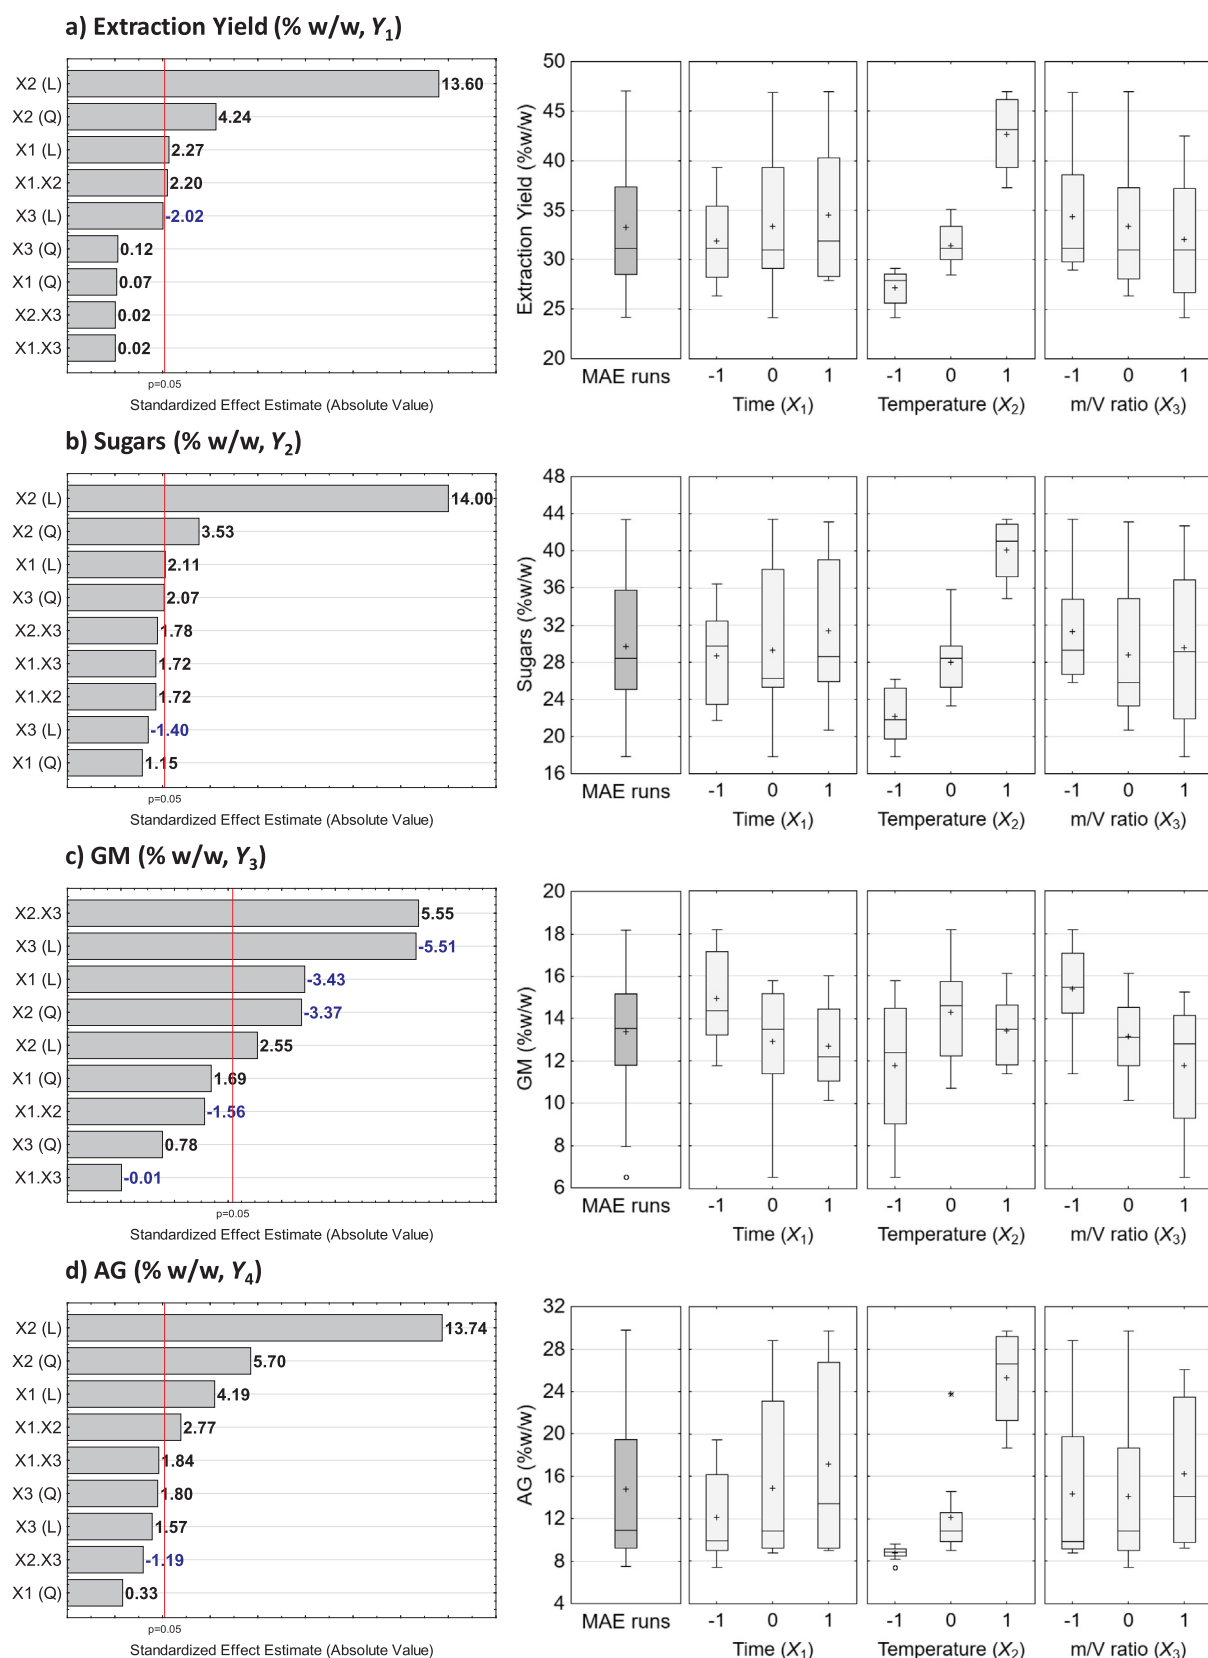 a) Extraction Yield (% w/w, Y1)
X2 (L)
13.60
X2 (Q)
4.24
X1 (L)
2.27
X1.X2
2.20
X3 (L)
-2.02
X3 (Q)
0.12
X1 (Q)
0.07
X2.X3
0.02
X1.X3
0.02
p=0.05
Standardized Effect Estimate (Absolute Value)
Extraction Yield (%w/w)
50
45
40
35
30
25
20
MAE runs
-1 0 1
Time (X1)
-1 0 1
Temperature (X2)
-1 0 1
m/V ratio (X3)
b) Sugars (% w/w, Y2)
X2 (L)
14.00
X2 (Q)
3.53
X1 (L)
2.11
X3 (Q)
2.07
X2.X3
1.78
X1.X3
1.72
X1.X2
1.72
X3 (L)
-1.40
X1 (Q)
1.15
p=0.05
Standardized Effect Estimate (Absolute Value)
Sugars (%w/w)
48
44
40
36
32
28
24
20
16
MAE runs
-1 0 1
Time (X1)
-1 0 1
Temperature (X2)
-1 0 1
m/V ratio (X3)
c) GM (% w/w, Y3)
X2.X3
5.55
X3 (L)
-5.51
X1 (L)
-3.43
X2 (Q)
-3.37
X2 (L)
2.55
X1 (Q)
1.69
X1.X2
-1.56
X3 (Q)
0.78
X1.X3
-0.01
p=0.05
Standardized Effect Estimate (Absolute Value)
GM (%w/w)
20
18
16
14
12
10
8
6
MAE runs
-1 0 1
Time (X1)
-1 0 1
Temperature (X2)
-1 0 1
m/V ratio (X3)
d) AG (% w/w, Y4)
X2 (L)
13.74
X2 (Q)
5.70
X1 (L)
4.19
X1.X2
2.77
X1.X3
1.84
X3 (Q)
1.80
X3 (L)
1.57
X2.X3
-1.19
X1 (Q)
0.33
p=0.05
Standardized Effect Estimate (Absolute Value)
AG (%w/w)
32
28
24
20
16
12
8
4
MAE runs
-1 0 1
Time (X1)
-1 0 1
Temperature (X2)
-1 0 1
m/V ratio (X3)